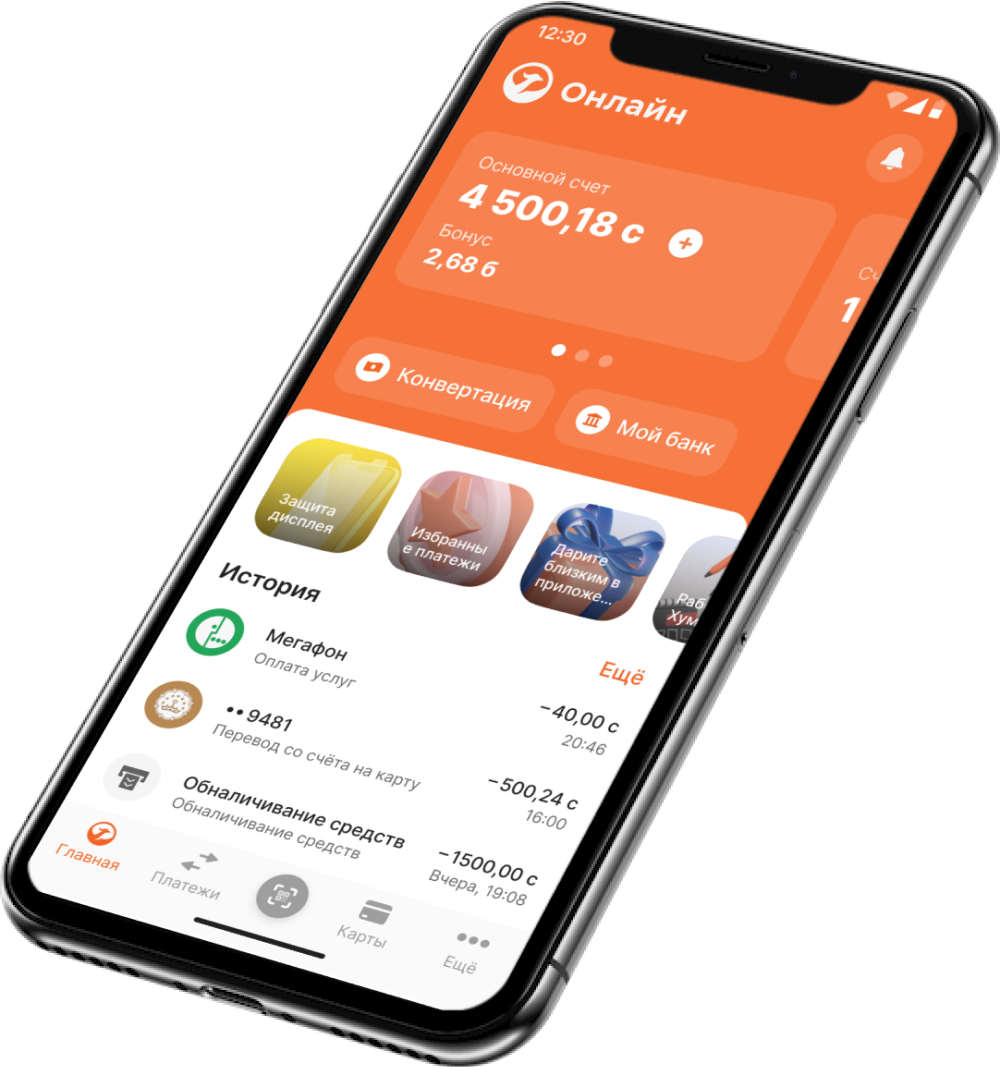 12:30
Онлайн
Основной счет
4 500,18 с
Бонус
2,68 б
Сч
1
Конвертация
Мой банк
Защита
дисплея
Избранны
е платежи
Дарите
близким в
приложе...
Раб
Хум
История
Ещё
Мегафон
Оплата услуг
−40,00 с
20:46
•• 9481
Перевод со счёта на карту
−500,24 с
16:00
Обналичивание средств
Обналичивание средств
−1500,00 с
Вчера, 19:08
Главная
Платежи
Карты
Ещё